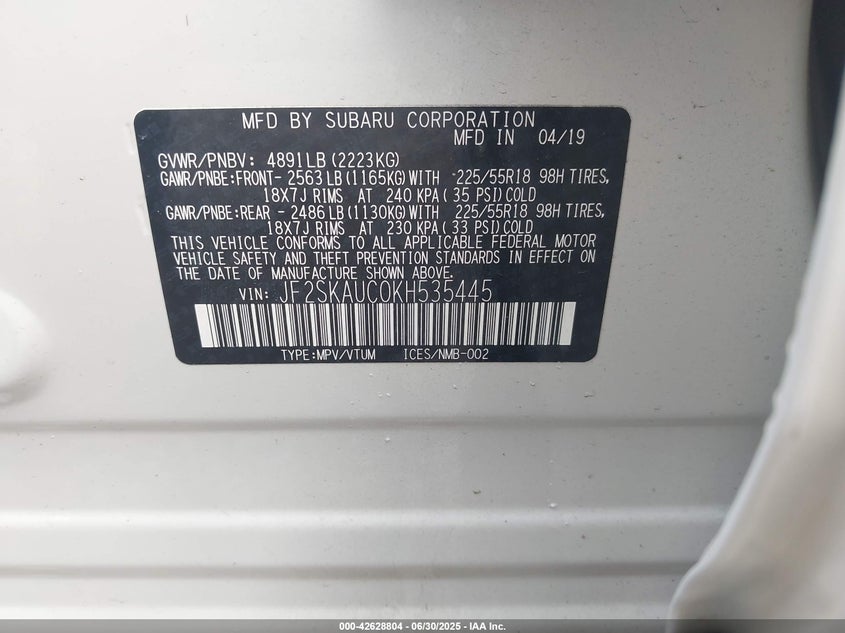 MFD BY SUBARU CORPORATION
MFD IN 04/19
GVWR/PNBV: 4891LB (2223KG)
GAWR/PNBE:FRONT- 2563LB (1165KG)WITH 225/55R18 98H TIRES,
18X7J RIMS AT 240 KPA (35 PSI)COLD
GAWR/PNBE:REAR - 2486LB (1130KG)WITH 225/55R18 98H TIRES,
18X7J RIMS AT 230 KPA (33 PSI)COLD
THIS VEHICLE CONFORMS TO ALL APPLICABLE FEDERAL MOTOR
VEHICLE SAFETY AND THEFT PREVENTION STANDARDS IN EFFECT ON
THE DATE OF MANUFACTURE SHOWN ABOVE.
VIN: JF2SKAUC0KH535445
TYPE:MPV/VTUM ICES/NMB-002
000-42628804 - 06/30/2025 - IAA Inc.